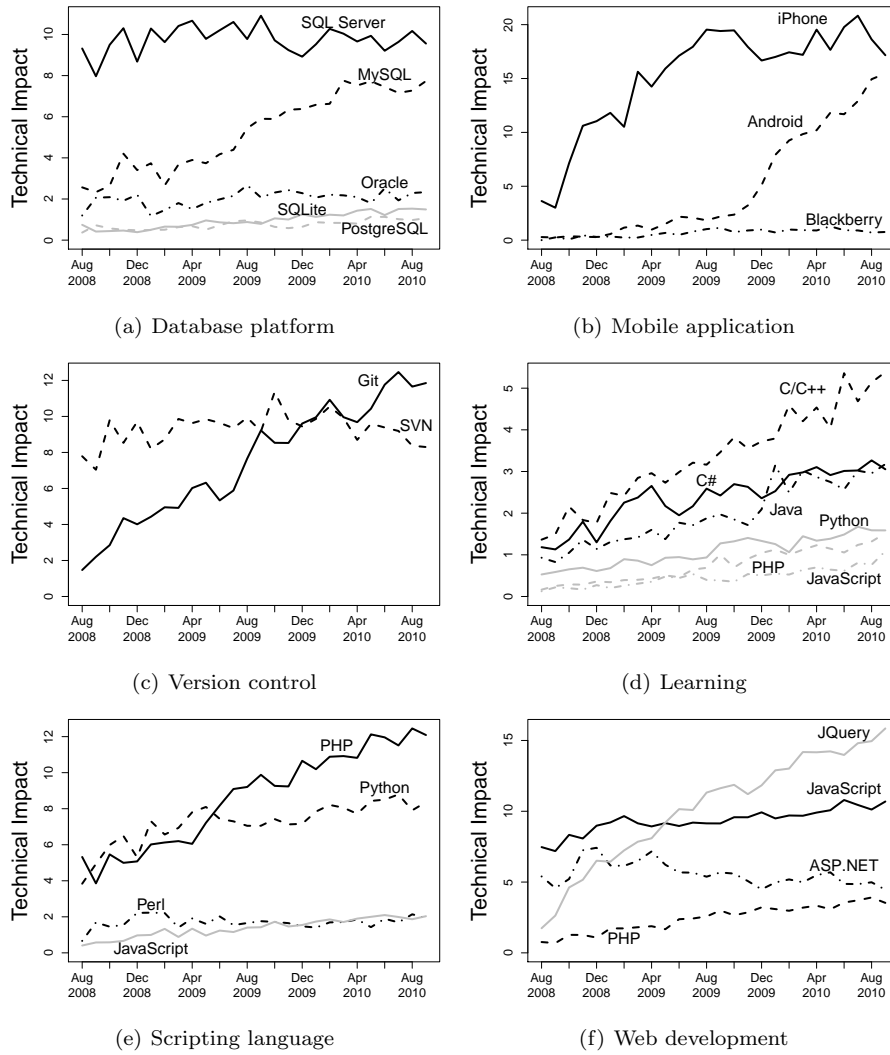 SQL Server
MySQL
Oracle
SQLite
PostgreSQL
Technical Impact
0 2 4 6 8 10
Aug 2008 Dec 2008 Apr 2009 Aug 2009 Dec 2009 Apr 2010 Aug 2010
(a) Database platform
iPhone
Android
Blackberry
Technical Impact
0 5 10 15 20
Aug 2008 Dec 2008 Apr 2009 Aug 2009 Dec 2009 Apr 2010 Aug 2010
(b) Mobile application
Git
SVN
Technical Impact
0 2 4 6 8 10 12
Aug 2008 Dec 2008 Apr 2009 Aug 2009 Dec 2009 Apr 2010 Aug 2010
(c) Version control
C/C++
C#
Java
Python
PHP
JavaScript
Technical Impact
0 1 2 3 4 5
Aug 2008 Dec 2008 Apr 2009 Aug 2009 Dec 2009 Apr 2010 Aug 2010
(d) Learning
PHP
Python
Perl
JavaScript
Technical Impact
0 2 4 6 8 10 12
Aug 2008 Dec 2008 Apr 2009 Aug 2009 Dec 2009 Apr 2010 Aug 2010
(e) Scripting language
JQuery
JavaScript
ASP.NET
PHP
Technical Impact
0 5 10 15
Aug 2008 Dec 2008 Apr 2009 Aug 2009 Dec 2009 Apr 2010 Aug 2010
(f) Web development